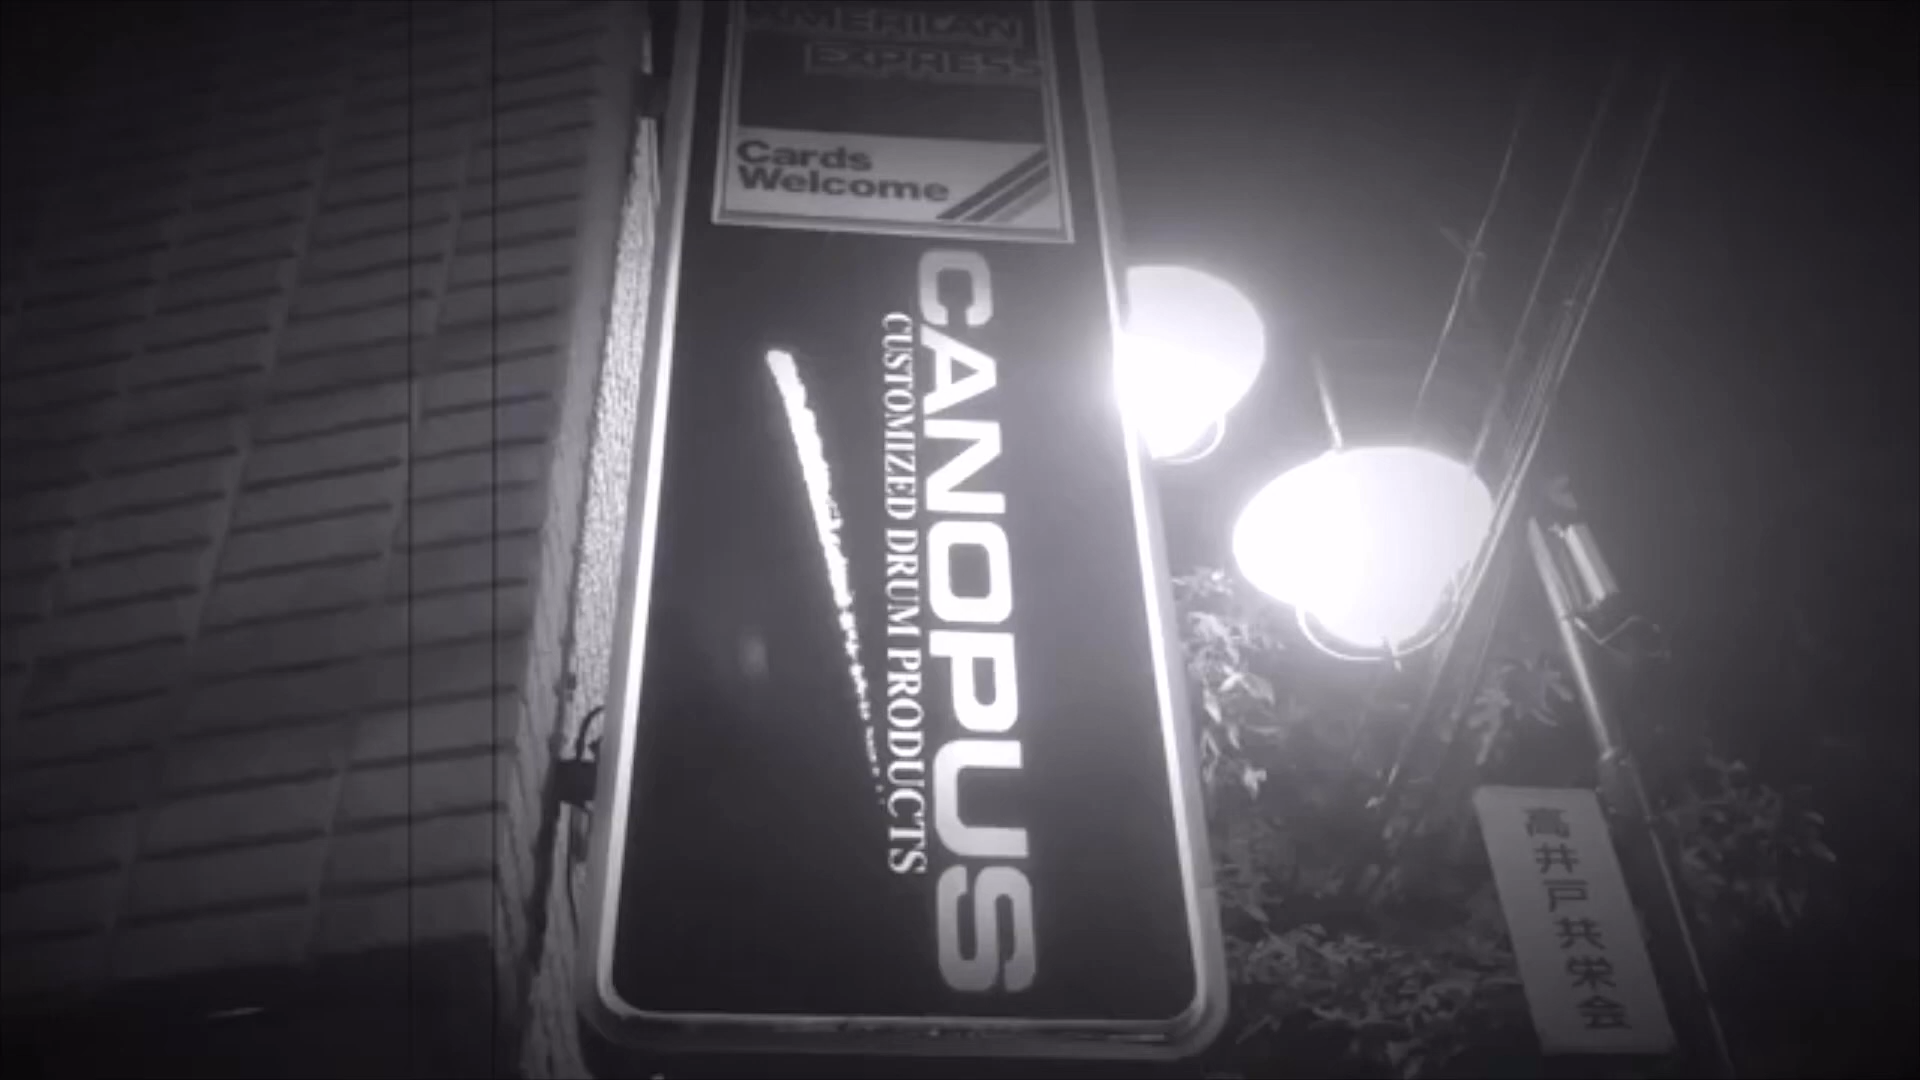 AMERICAN
EXPRESS
Cards
Welcome
CANOPUS
CUSTOMIZED DRUM PRODUCTS
高井戸共栄会